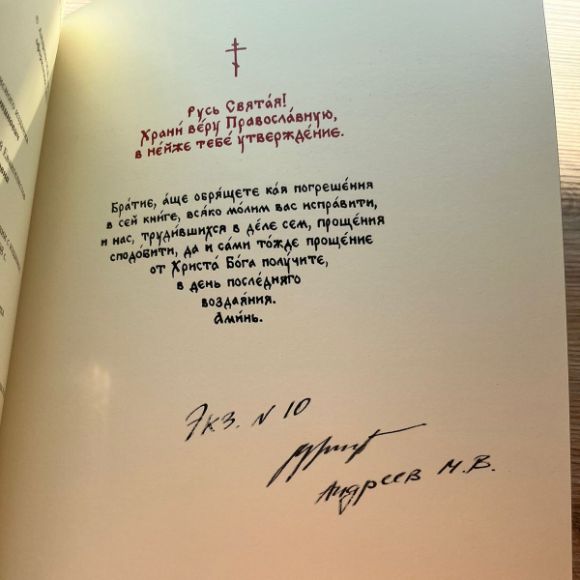 Русь Свята́я!
Храни́ ве́ру Правосла́вную,
в не́йже тебе́ утвержде́ние.
Бра́тие, а́ще обря́щете ка́я погреше́ния
в сей кни́ге, вся́ко мо́лим вас испра́вити,
и нас, труди́вшихся в де́ле сем, проще́ния
сподо́бити, да и са́ми то́жде проще́ние
от Христа́ Бо́га полу́чите,
в день после́дняго
воздая́ния.
Ами́нь.
Экз. N 10
Андреев М.В.